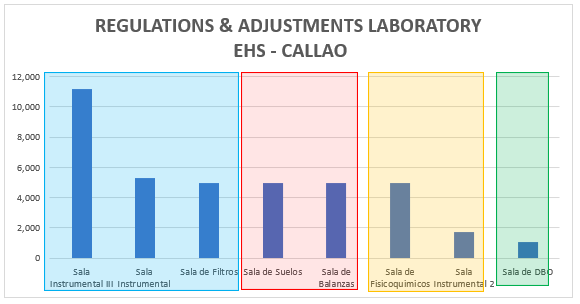 REGULATIONS & ADJUSTMENTS LABORATORY
EHS - CALLAO
12,000
10,000
8,000
6,000
4,000
2,000
0
Sala Instrumental III
Sala Instrumental
Sala de Filtros
Sala de Suelos
Sala de Balanzas
Sala de Fisicoquimicos
Sala Instrumental 2
Sala de DBO